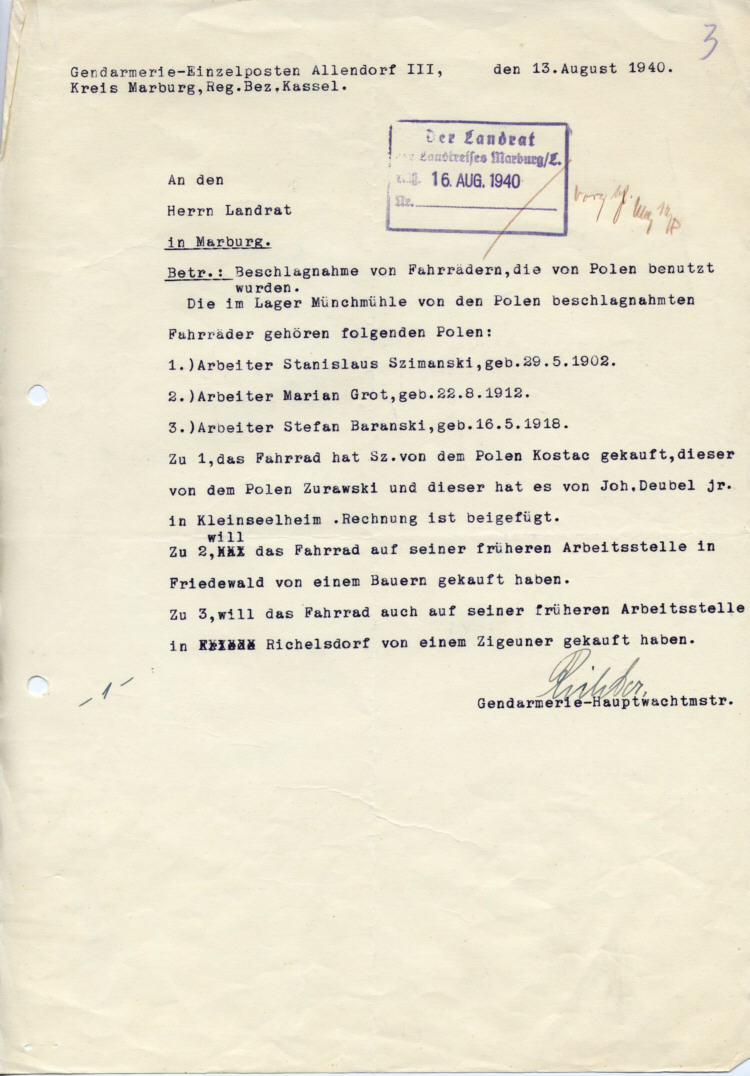 3
Gendarmerie-Einzelposten Allendorf III, den 13.August 1940.
Kreis Marburg,Reg.Bez.Kassel.
Der Landrat
Landkreises Marburg/L.
16. AUG. 1940
Nr.
An den
Herrn Landrat
in Marburg.
Betr.: Beschlagnahme von Fahrrädern,die von Polen benutzt
wurden.
Die im Lager Münchmühle von den Polen beschlagnahmten
Fahrräder gehören folgenden Polen:
1.)Arbeiter Stanislaus Szimanski,geb.29.5.1902.
2.)Arbeiter Marian Grot,geb.22.8.1912.
3.)Arbeiter Stefan Baranski,geb.16.5.1918.
Zu 1,das Fahrrad hat Sz.von dem Polen Kostac gekauft,dieser
von dem Polen Zurawski und dieser hat es von Joh.Deubel jr.
in Kleinseelheim .Rechnung ist beigefügt.
will
Zu 2, das Fahrrad auf seiner früheren Arbeitsstelle in
Friedewald von einem Bauern gekauft haben.
Zu 3,will das Fahrrad auch auf seiner früheren Arbeitsstelle
in Richelsdorf von einem Zigeuner gekauft haben.
-1-
Gendarmerie-Hauptwachtmstr.